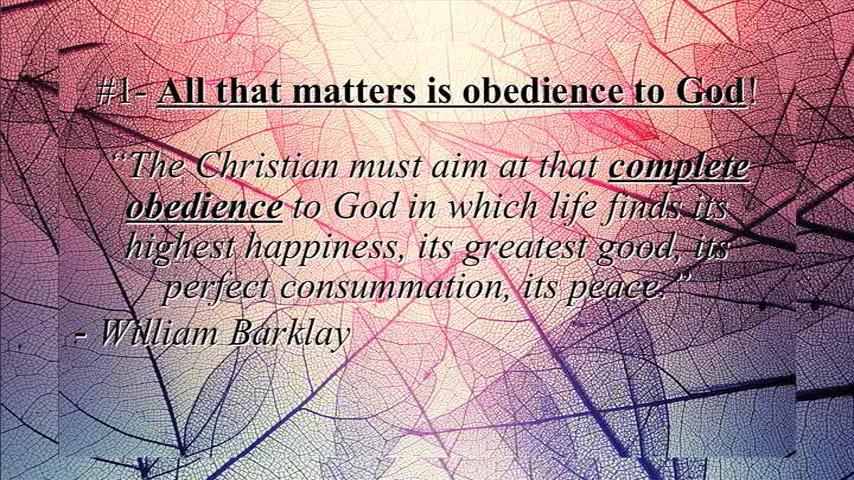 #1- All that matters is obedience to God!
“The Christian must aim at that complete
obedience to God in which life finds its
highest happiness, its greatest good, its
perfect consummation, its peace.”
- William Barklay